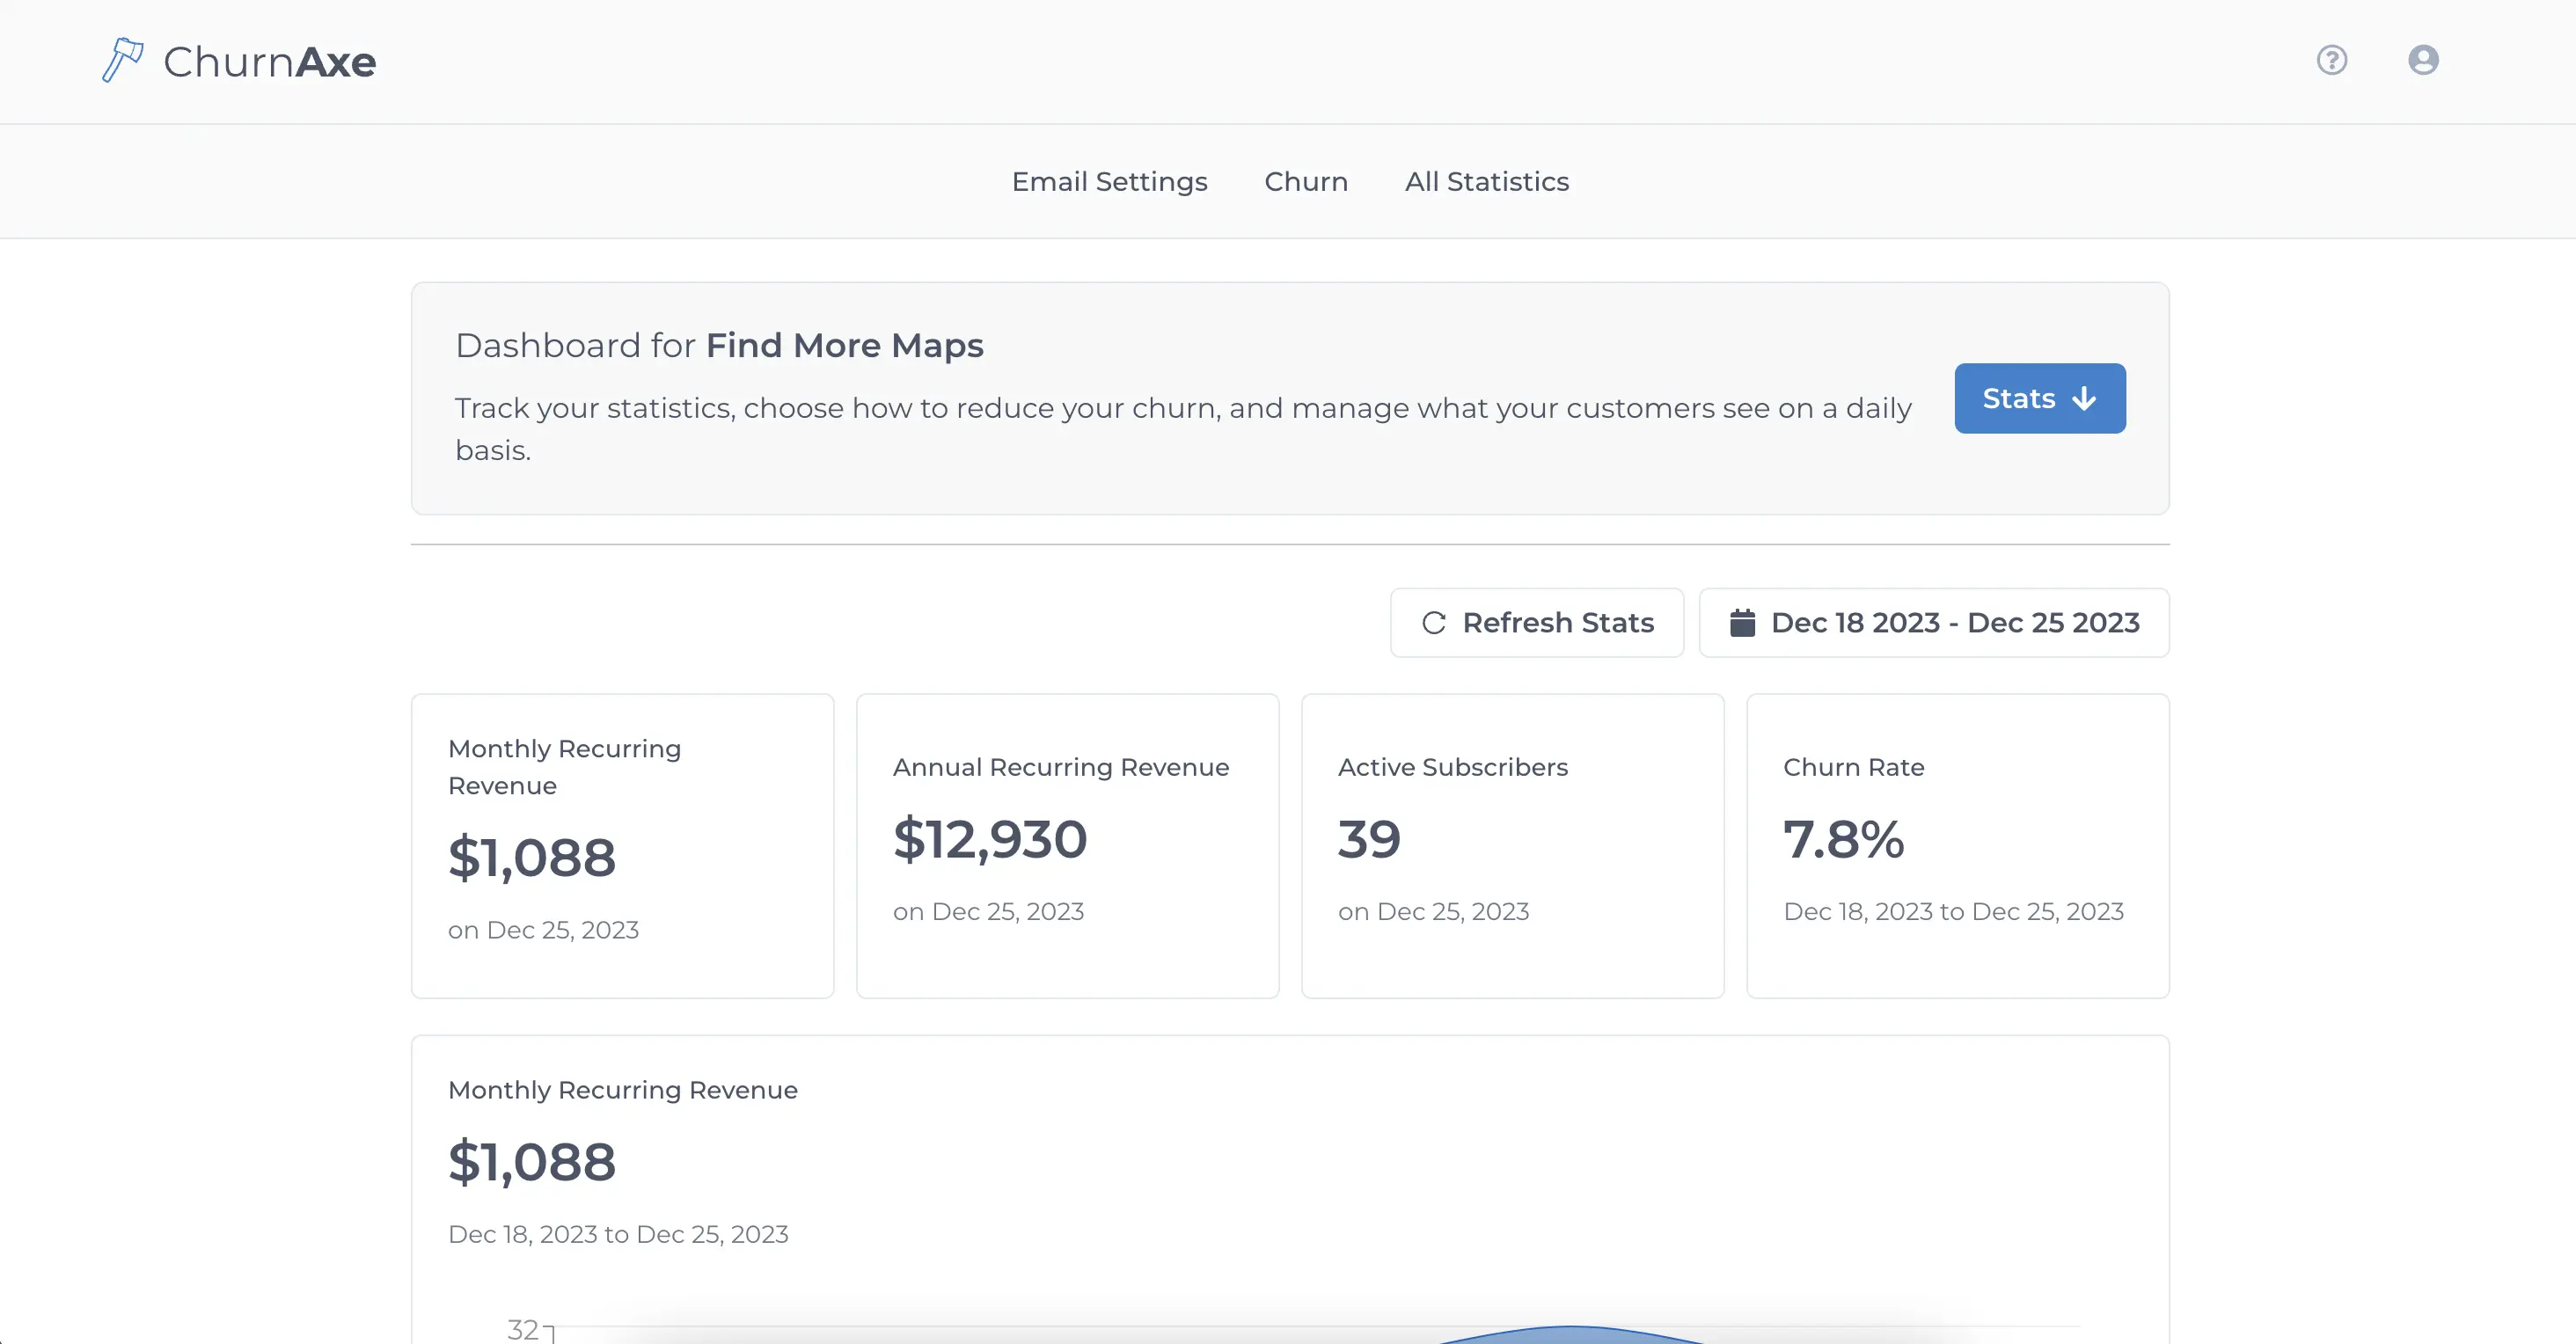 ChurnAxe
Email Settings
Churn
All Statistics
Dashboard for Find More Maps
Track your statistics, choose how to reduce your churn, and manage what your customers see on a daily
basis.
Stats
Refresh Stats
Dec 18 2023 - Dec 25 2023
Monthly Recurring
Revenue
$1,088
on Dec 25, 2023
Annual Recurring Revenue
$12,930
on Dec 25, 2023
Active Subscribers
39
on Dec 25, 2023
Churn Rate
7.8%
Dec 18, 2023 to Dec 25, 2023
Monthly Recurring Revenue
$1,088
Dec 18, 2023 to Dec 25, 2023
32